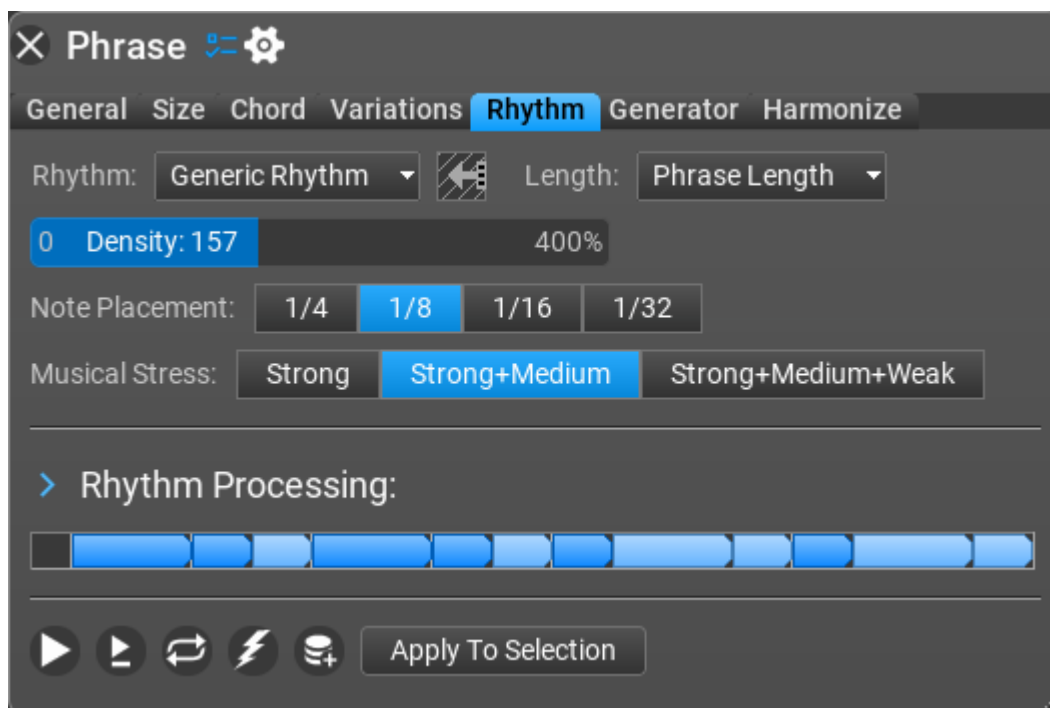 Phrase
General Size Chord Variations Rhythm Generator Harmonize
Rhythm: Generic Rhythm Length: Phrase Length
0 Density: 157 400%
Note Placement: 1/4 1/8 1/16 1/32
Musical Stress: Strong Strong+Medium Strong+Medium+Weak
Rhythm Processing:
Apply To Selection